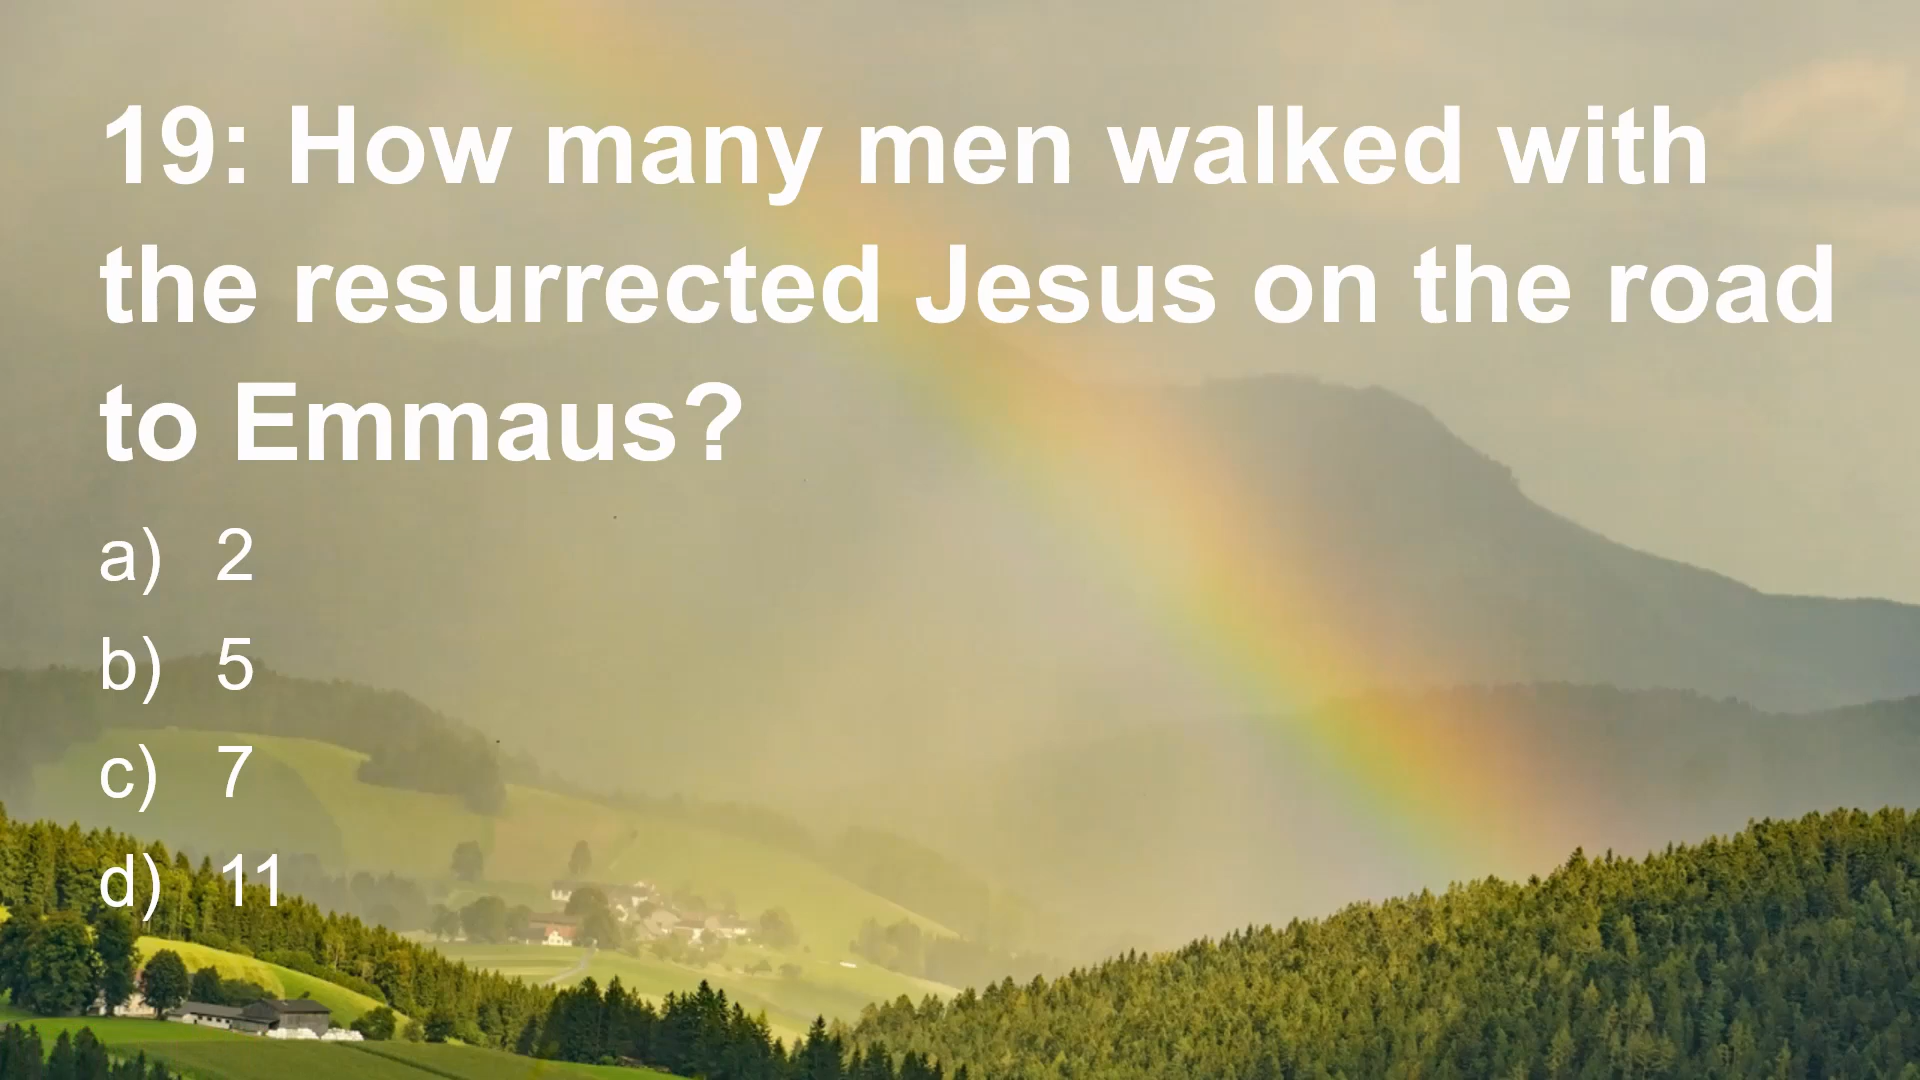 19: How many men walked with
the resurrected Jesus on the road
to Emmaus?
a) 2
b) 5
c) 7
d) 11